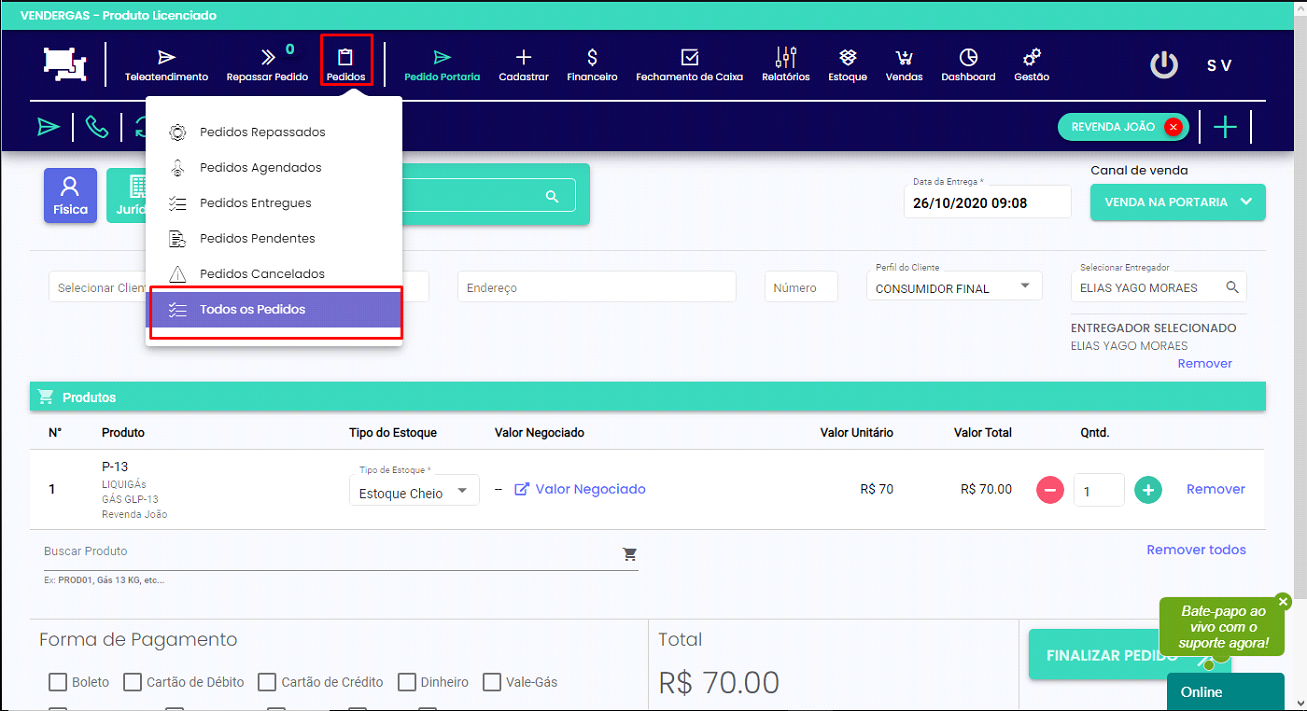 VENDERGAS - Produto Licenciado
Teleatendimento
Repassar Pedido
0
Pedidos
Pedido Portaria
Cadastrar
Financeiro
Fechamento de Caixa
Relatórios
Estoque
Vendas
Dashboard
Gestão
S V
REVENDA JOÃO
Pedidos Repassados
Pedidos Agendados
Pedidos Entregues
Pedidos Pendentes
Pedidos Cancelados
Todos os Pedidos
Física
Data da Entrega *
26/10/2020 09:08
Canal de venda
VENDA NA PORTARIA
Endereço
Número
Perfil do Cliente
CONSUMIDOR FINAL
Selecionar Entregador
ELIAS YAGO MORAES
ENTREGADOR SELECIONADO
ELIAS YAGO MORAES
Remover
Produtos
N° Produto Tipo do Estoque Valor Negociado Valor Unitário Valor Total Qntd.
1
P-13
LIQUIGÁs
GÁS GLP-13
Revenda João
Tipo de Estoque *
Estoque Cheio
– Valor Negociado
R$ 70
R$ 70.00
1
Remover
Buscar Produto
Ex: PROD01, Gás 13 KG, etc...
Remover todos
Forma de Pagamento
Boleto Cartão de Débito Cartão de Crédito Dinheiro Vale-Gás
Total
R$ 70.00
FINALIZAR PEDIDO
Bate-papo ao
vivo com o
suporte agora!
Online